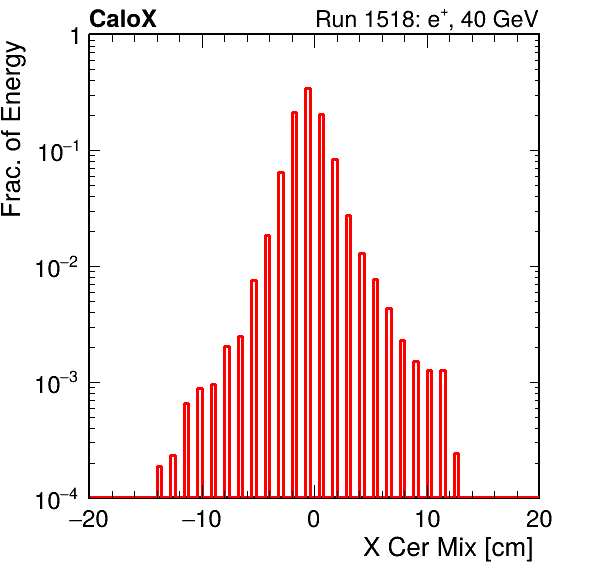 CaloX Run 1518: e⁺, 40 GeV
Frac. of Energy
1
10⁻¹
10⁻²
10⁻³
10⁻⁴
−20 −10 0 10 20
X Cer Mix [cm]